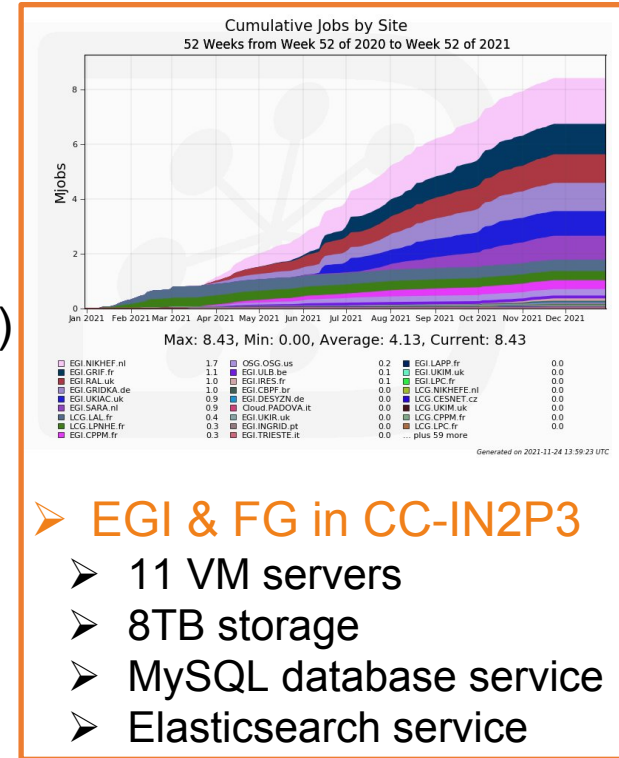 Cumulative Jobs by Site
52 Weeks from Week 52 of 2020 to Week 52 of 2021
8
6
4
2
0
Mjobs
Jan 2021 Feb 2021 Mar 2021 Apr 2021 May 2021 Jun 2021 Jul 2021 Aug 2021 Sep 2021 Oct 2021 Nov 2021 Dec 2021
Max: 8.43, Min: 0.00, Average: 4.13, Current: 8.43
EGI.NIKHEF.nl 1.7 OSG.OSG.us 0.2 EGI.LAPP.fr 0.0
EGI.GRIF.fr 1.1 EGI.ULB.be 0.1 EGI.UKIM.uk 0.0
EGI.RAL.uk 1.0 EGI.IRES.fr 0.1 EGI.LPC.fr 0.0
EGI.GRIDKA.de 1.0 EGI.CBPF.br 0.0 LCG.NIKHEFE.nl 0.0
EGI.UKIAC.uk 0.9 EGI.DESYZN.de 0.0 LCG.CESNET.cz 0.0
EGI.SARA.nl 0.9 Cloud.PADOVA.it 0.0 LCG.UKIM.uk 0.0
LCG.LAL.fr 0.4 EGI.UKIR.uk 0.0 LCG.CPPM.fr 0.0
LCG.LPNHE.fr 0.3 EGI.INGRID.pt 0.0 LCG.LPC.fr 0.0
EGI.CPPM.fr 0.3 EGI.TRIESTE.it 0.0 ... plus 59 more
Generated on 2021-11-24 13:59:23 UTC
)
➢ EGI & FG in CC-IN2P3
➢ 11 VM servers
➢ 8TB storage
➢ MySQL database service
➢ Elasticsearch service